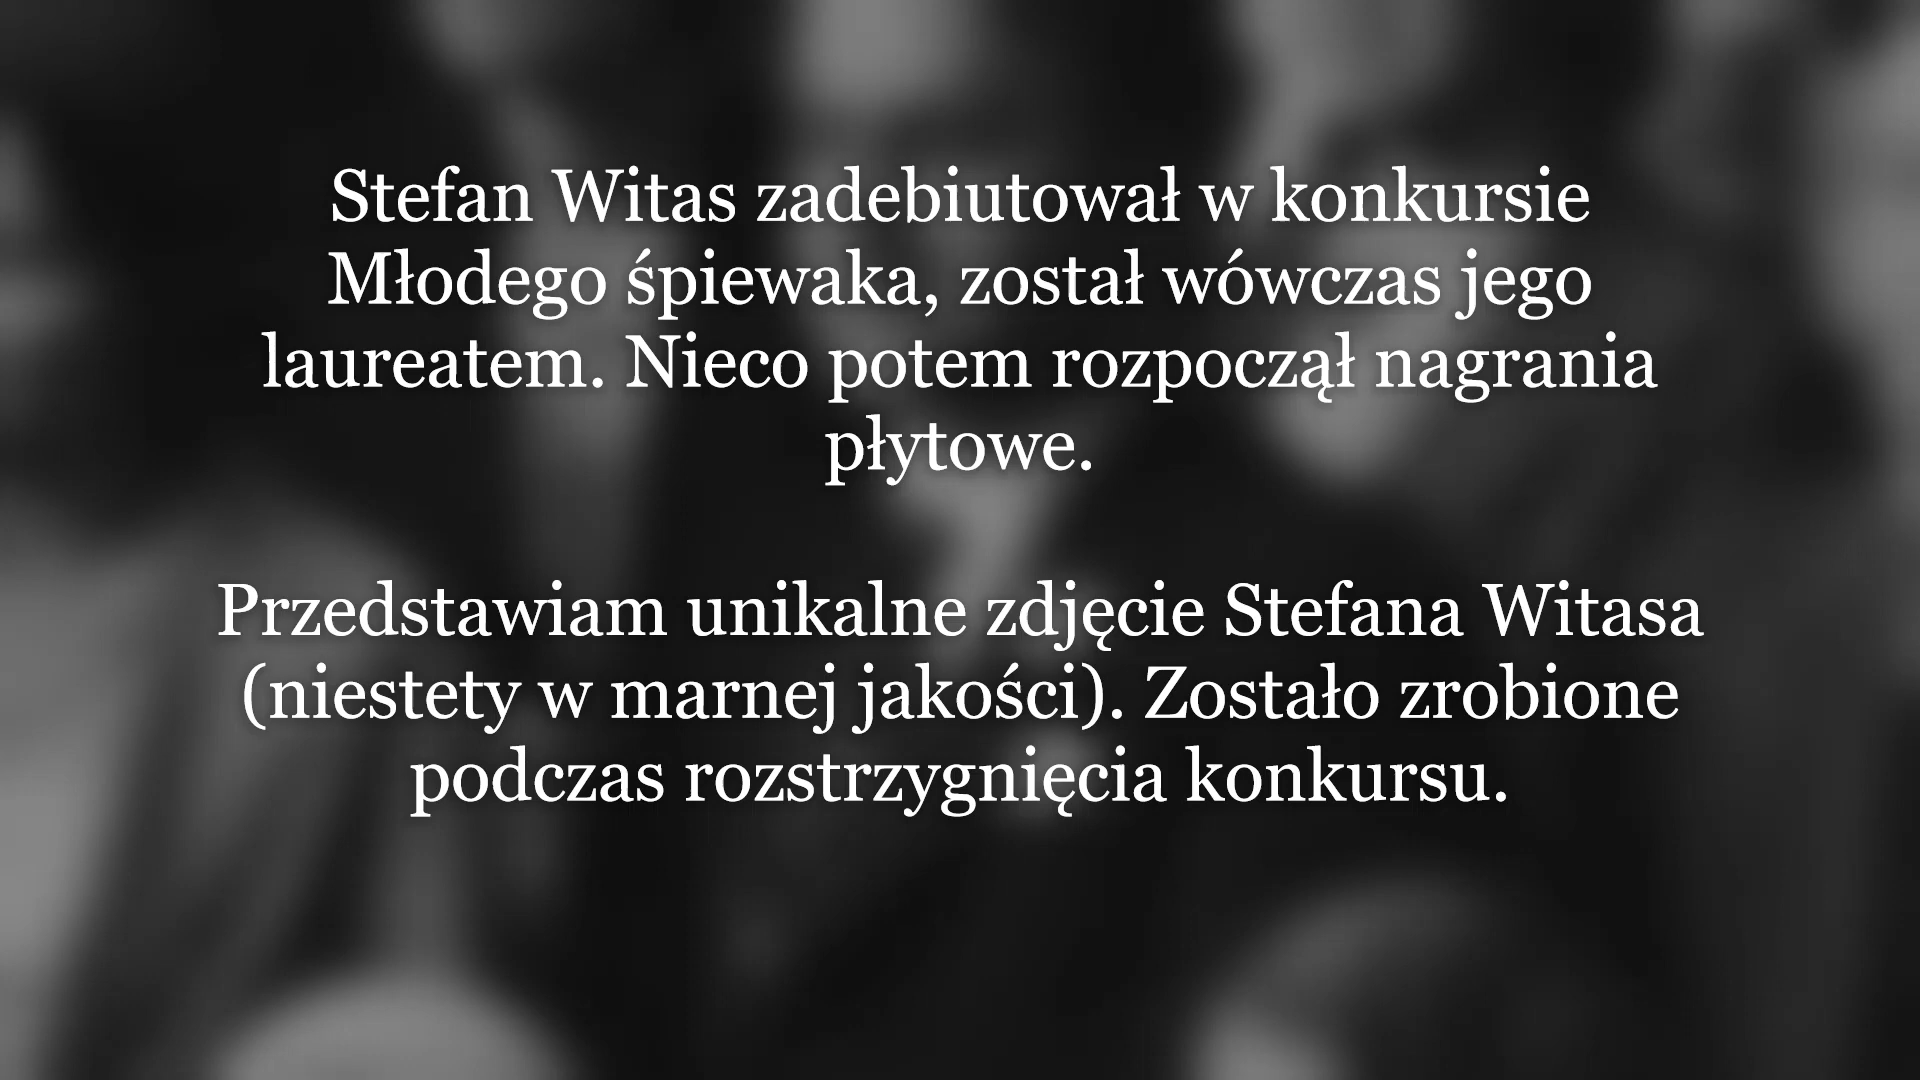 Stefan Witas zadebiutował w konkursie
Młodego śpiewaka, został wówczas jego
laureatem. Nieco potem rozpoczął nagrania
płytowe.
Przedstawiam unikalne zdjęcie Stefana Witasa
(niestety w marnej jakości). Zostało zrobione
podczas rozstrzygnięcia konkursu.